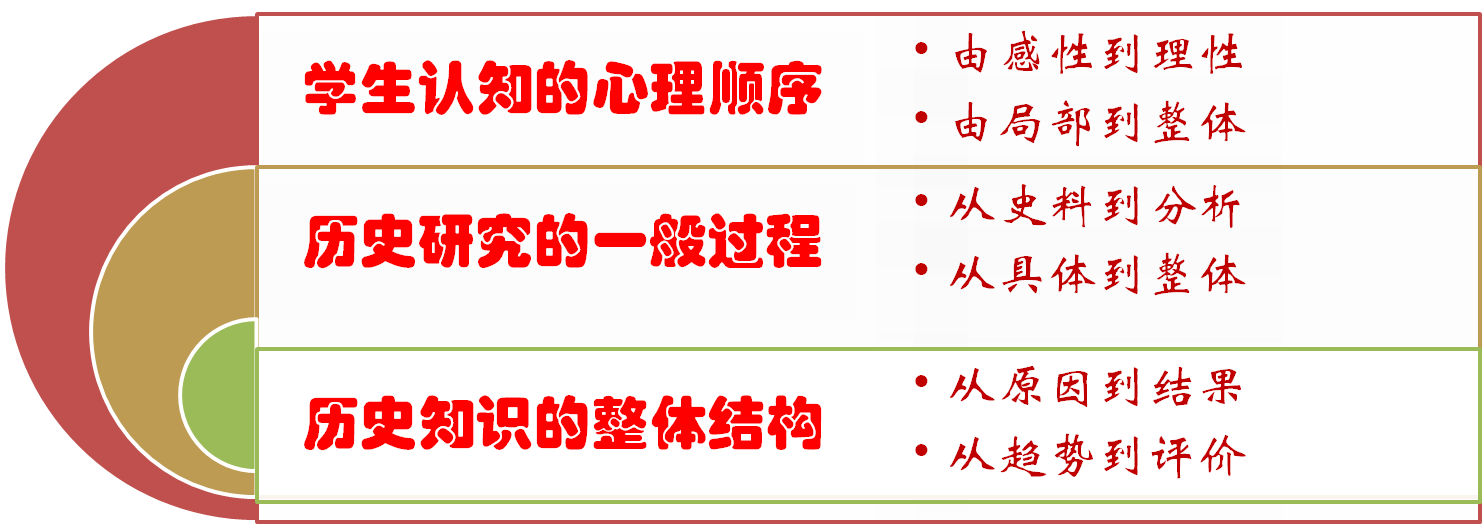 学生认知的心理顺序
• 由感性到理性
• 由局部到整体
历史研究的一般过程
• 从史料到分析
• 从具体到整体
历史知识的整体结构
• 从原因到结果
• 从趋势到评价